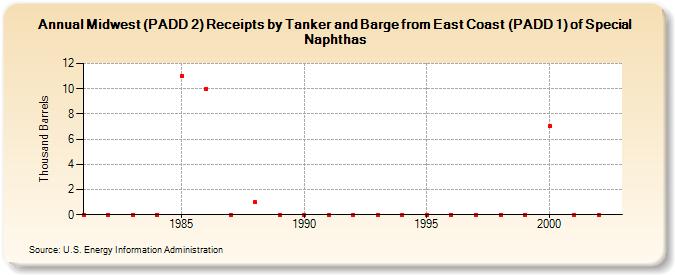 Annual Midwest (PADD 2) Receipts by Tanker and Barge from East Coast (PADD 1) of Special
Naphthas
Thousand Barrels
12
10
8
6
4
2
0
1985
1990
1995
2000
Source: U.S. Energy Information Administration